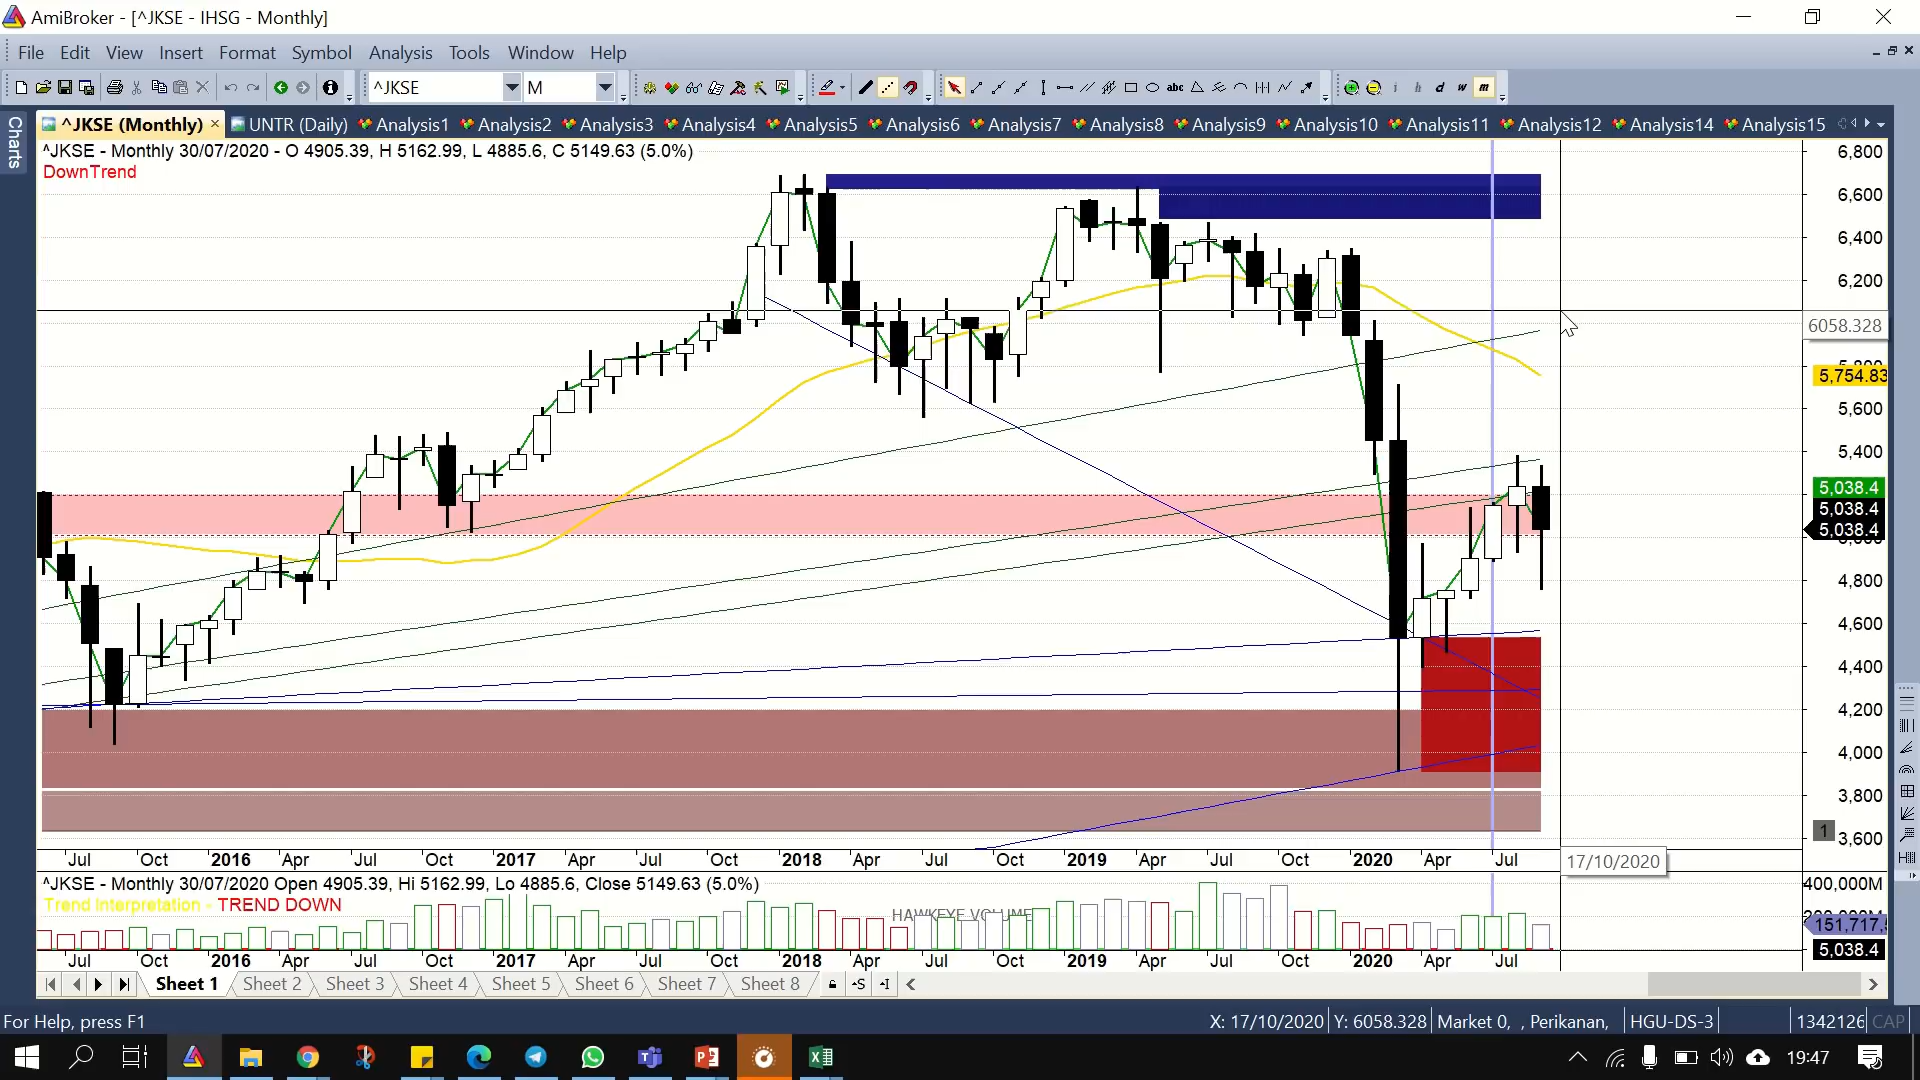 AmiBroker - [^JKSE - IHSG - Monthly]
File Edit View Insert Format Symbol Analysis Tools Window Help
^JKSE M abc i h d w m
^JKSE (Monthly) × UNTR (Daily) Analysis1 Analysis2 Analysis3 Analysis4 Analysis5 Analysis6 Analysis7 Analysis8 Analysis9 Analysis10 Analysis11 Analysis12 Analysis14 Analysis15
Charts
^JKSE - Monthly 30/07/2020 - O 4905.39, H 5162.99, L 4885.6, C 5149.63 (5.0%)
DownTrend
6,800
6,600
6,400
6,200
6058.328
5,754.83
5,600
5,400
5,038.4
5,038.4
5,038.4
4,800
4,600
4,400
4,200
4,000
3,800
1
3,600
Jul Oct 2016 Apr Jul Oct 2017 Apr Jul Oct 2018 Apr Jul Oct 2019 Apr Jul Oct 2020 Apr Jul
17/10/2020
^JKSE - Monthly 30/07/2020 Open 4905.39, Hi 5162.99, Lo 4885.6, Close 5149.63 (5.0%)
400,000M
Trend Interpretation - TREND DOWN
HAWKEYE VOLUME
151,717,
5,038.4
Jul Oct 2016 Apr Jul Oct 2017 Apr Jul Oct 2018 Apr Jul Oct 2019 Apr Jul Oct 2020 Apr Jul
Sheet 1 Sheet 2 Sheet 3 Sheet 4 Sheet 5 Sheet 6 Sheet 7 Sheet 8
For Help, press F1
X: 17/10/2020 Y: 6058.328 Market 0, , Perikanan, HGU-DS-3 1342126 CAP
19:47